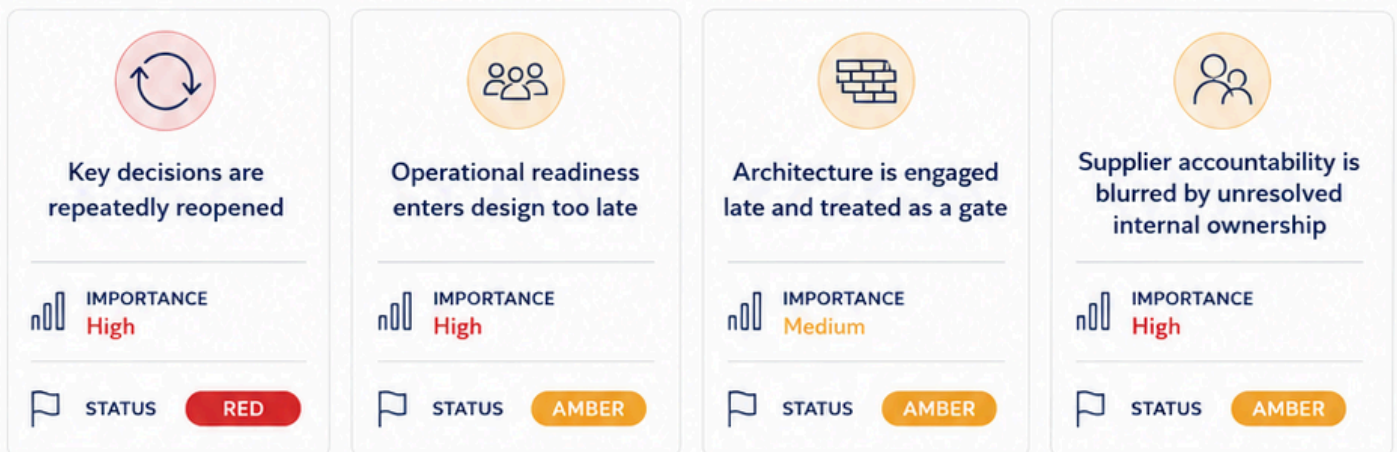 Key decisions are
repeatedly reopened
IMPORTANCE
High
STATUS
RED
Operational readiness
enters design too late
IMPORTANCE
High
STATUS
AMBER
Architecture is engaged
late and treated as a gate
IMPORTANCE
Medium
STATUS
AMBER
Supplier accountability is
blurred by unresolved
internal ownership
IMPORTANCE
High
STATUS
AMBER